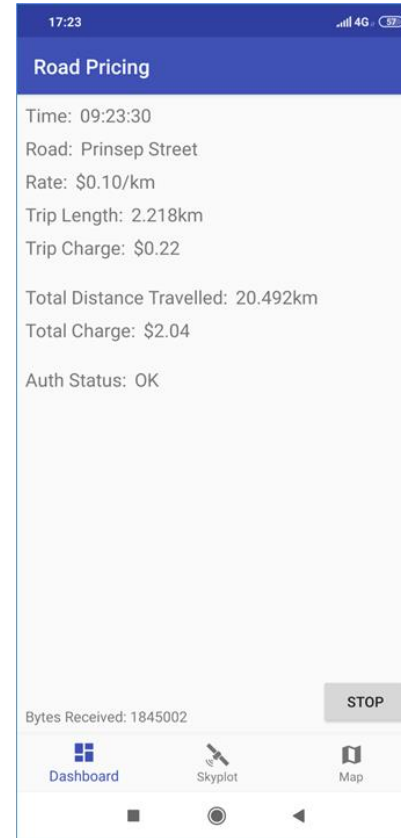 17:23
4G 57
Road Pricing
Time: 09:23:30
Road: Prinsep Street
Rate: $0.10/km
Trip Length: 2.218km
Trip Charge: $0.22
Total Distance Travelled: 20.492km
Total Charge: $2.04
Auth Status: OK
Bytes Received: 1845002
STOP
Dashboard
Skyplot
Map